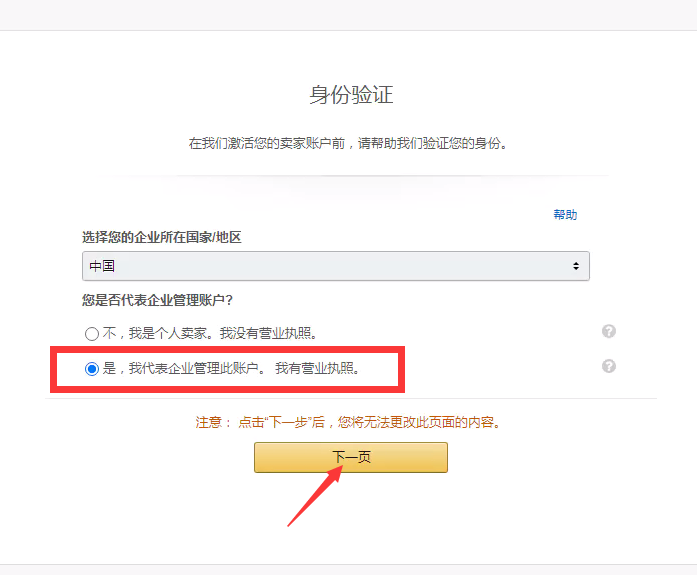 身份验证
在我们激活您的卖家账户前，请帮助我们验证您的身份。
帮助
选择您的企业所在国家/地区
中国
您是否代表企业管理账户?
不，我是个人卖家。我没有营业执照。
?
是，我代表企业管理此账户。 我有营业执照。
?
注意： 点击“下一步”后，您将无法更改此页面的内容。
下一页